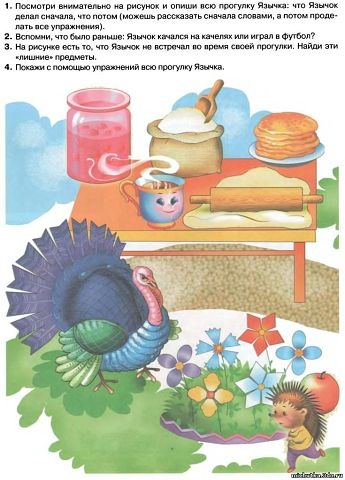 1. Посмотри внимательно на рисунок и опиши всю прогулку Язычка: что Язычок
делал сначала, что потом (можешь рассказать сначала словами, а потом проде-
лать все упражнения).
2. Вспомни, что было раньше: Язычок качался на качелях или играл в футбол?
3. На рисунке есть то, что Язычок не встречал во время своей прогулки. Найди эти
«лишние» предметы.
4. Покажи с помощью упражнений всю прогулку Язычка.